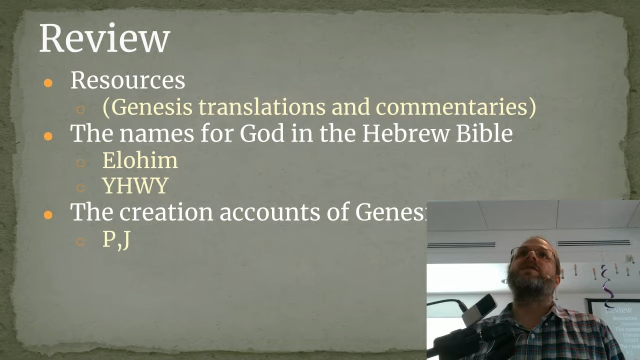 Review
Resources
(Genesis translations and commentaries)
The names for God in the Hebrew Bible
Elohim
YHWY
The creation accounts of
P,J